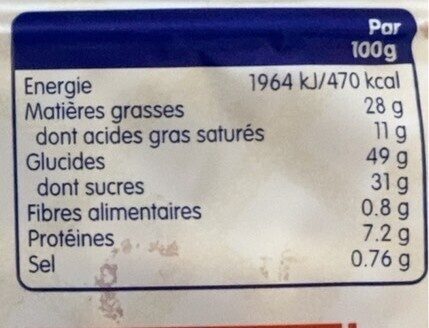 Par
100g
Energie 1964 kJ/470 kcal
Matières grasses 28 g
dont acides gras saturés 11 g
Glucides 49 g
dont sucres 31 g
Fibres alimentaires 0.8 g
Protéines 7.2 g
Sel 0.76 g